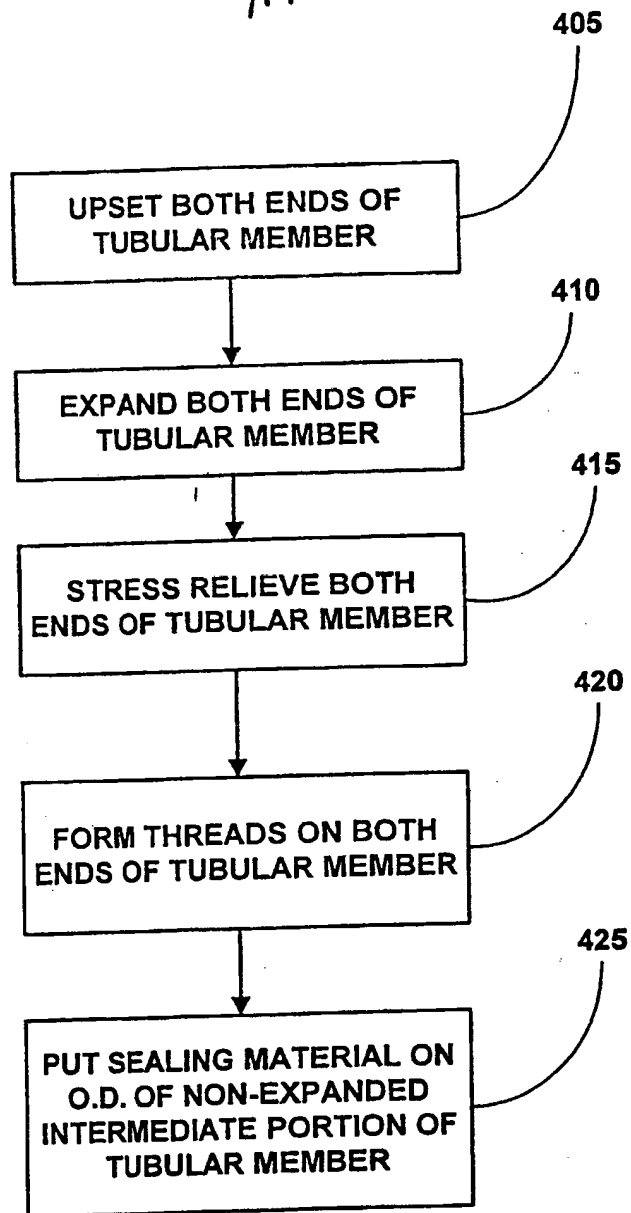 405
UPSET BOTH ENDS OF
TUBULAR MEMBER
410
EXPAND BOTH ENDS OF
TUBULAR MEMBER
415
STRESS RELIEVE BOTH
ENDS OF TUBULAR MEMBER
420
FORM THREADS ON BOTH
ENDS OF TUBULAR MEMBER
425
PUT SEALING MATERIAL ON
O.D. OF NON-EXPANDED
INTERMEDIATE PORTION OF
TUBULAR MEMBER